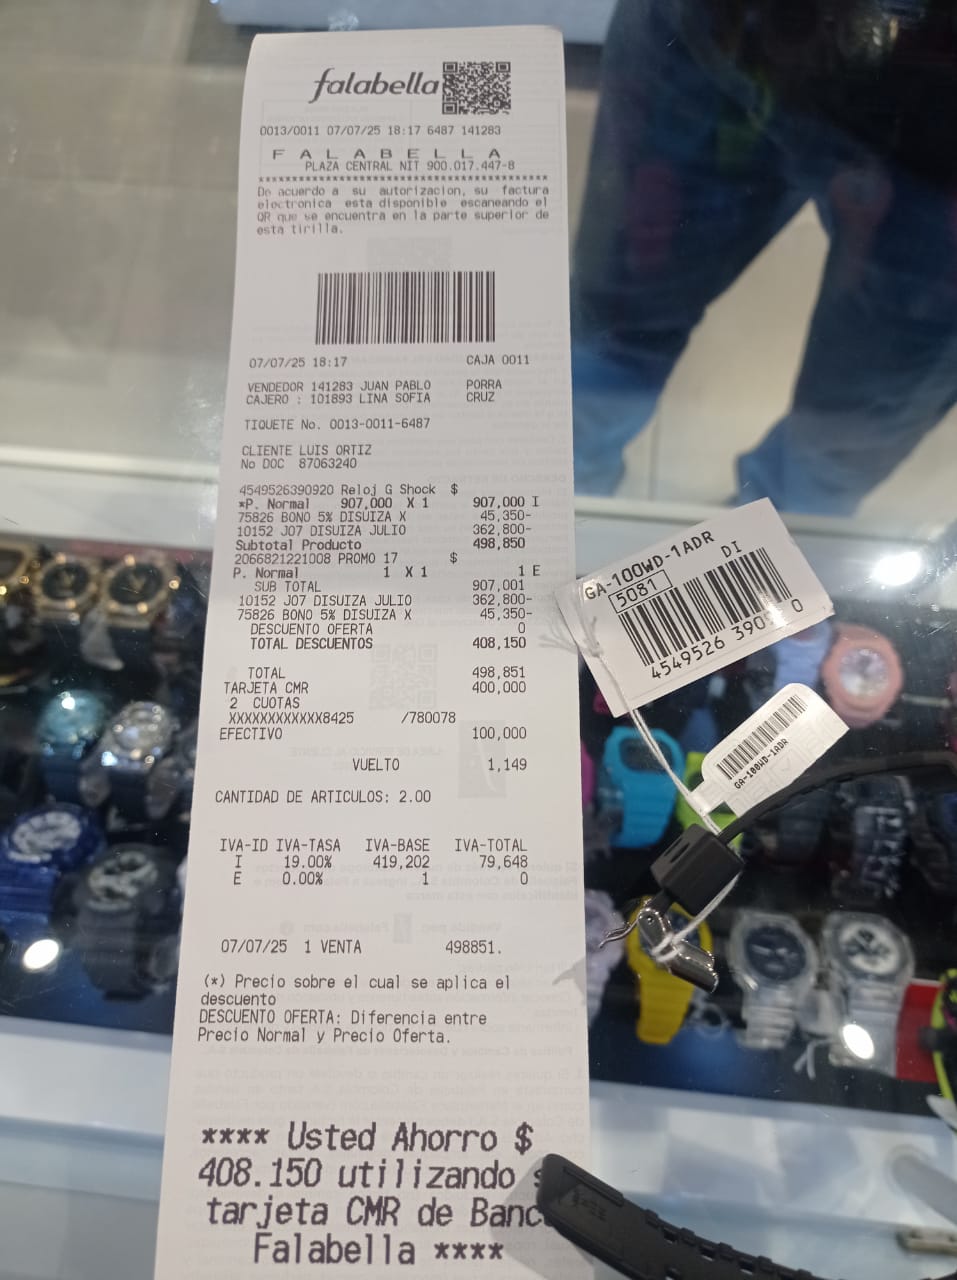 falabella
0013/0011 07/07/25 18:17 6487 141283
F A L A B E L L A
PLAZA CENTRAL NIT 900.017.447-8
****************************************
De acuerdo a su autorizacion, su factura
electronica esta disponible escaneando el
QR que se encuentra en la parte superior de
esta tirilla.
07/07/25 18:17 CAJA 0011
VENDEDOR 141283 JUAN PABLO PORRA
CAJERO : 101893 LINA SOFIA CRUZ
TIQUETE No. 0013-0011-6487
CLIENTE LUIS ORTIZ
No DOC 87063240
4549526390920 Reloj G Shock $
*P. Normal 907,000 X 1 907,000 I
75826 BONO 5% DISUIZA X 45,350-
10152 J07 DISUIZA JULIO 362,800-
Subtotal Producto 498,850
2066821221008 PROMO 17 $
P. Normal 1 X 1 1 E
SUB TOTAL 907,001
10152 J07 DISUIZA JULIO 362,800-
75826 BONO 5% DISUIZA X 45,350-
DESCUENTO OFERTA 0
TOTAL DESCUENTOS 408,150
TOTAL 498,851
TARJETA CMR 400,000
2 CUOTAS
XXXXXXXXXXXX8425 /780078
EFECTIVO 100,000
VUELTO 1,149
CANTIDAD DE ARTICULOS: 2.00
IVA-ID IVA-TASA IVA-BASE IVA-TOTAL
I 19.00% 419,202 79,648
E 0.00% 1 0
07/07/25 1 VENTA 498851.
(*) Precio sobre el cual se aplica el
descuento
DESCUENTO OFERTA: Diferencia entre
Precio Normal y Precio Oferta.
**** Usted Ahorro $
408.150 utilizando
tarjeta CMR de Banc
Falabella ****
GA-100WD-1ADR
5081 DI
4549526 390 0
GA-100WD-1ADR